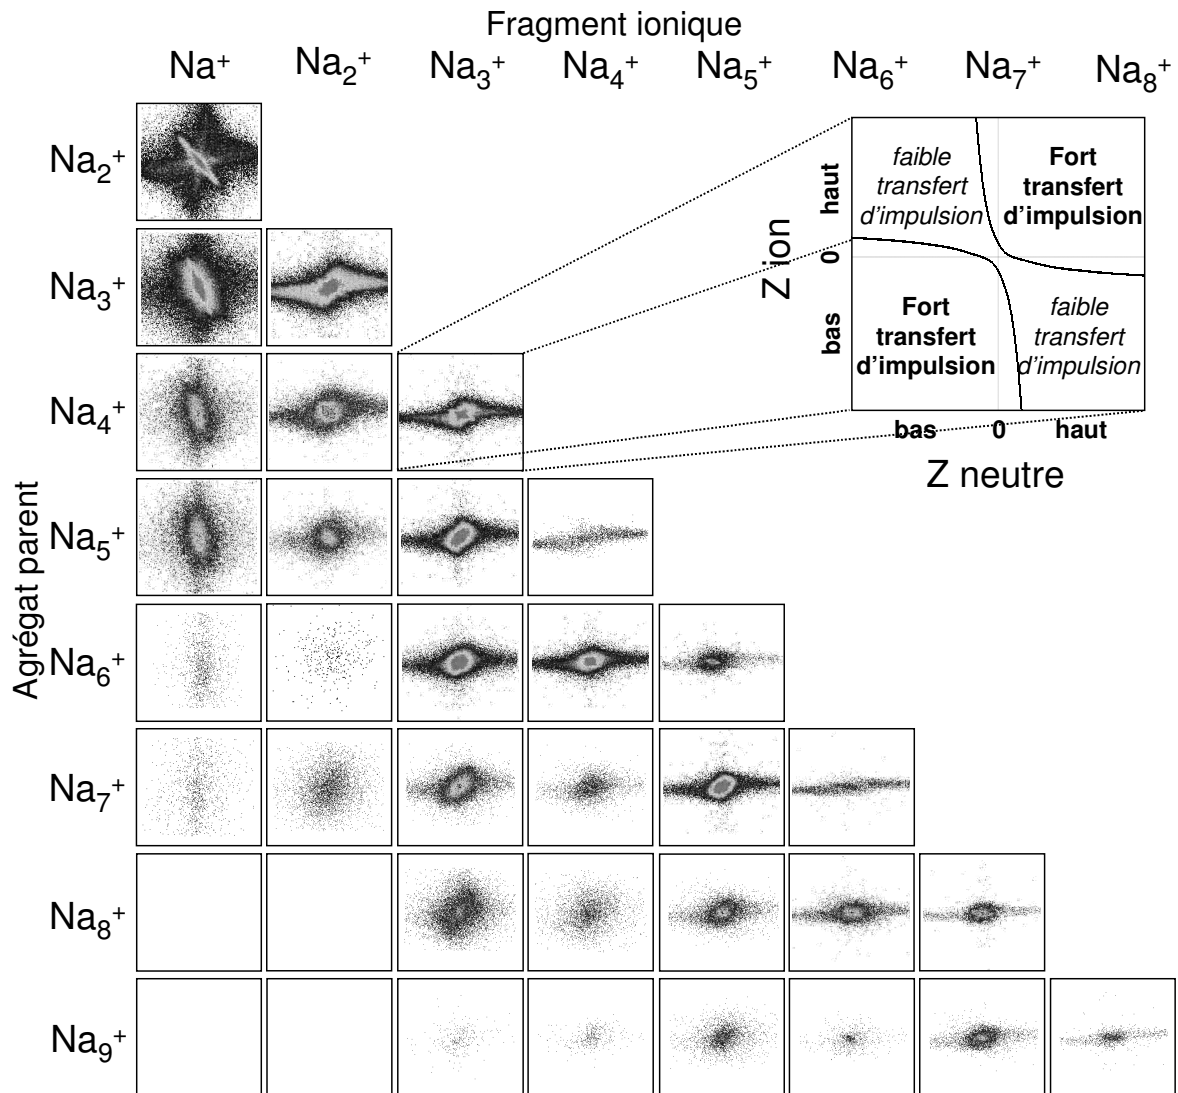 Fragment ionique
Na⁺ Na₂⁺ Na₃⁺ Na₄⁺ Na₅⁺ Na₆⁺ Na₇⁺ Na₈⁺
Agrégat parent
Na₂⁺
Na₃⁺
Na₄⁺
Na₅⁺
Na₆⁺
Na₇⁺
Na₈⁺
Na₉⁺
Z ion
haut
0
bas
faible
transfert
d'impulsion
Fort
transfert
d'impulsion
Fort
transfert
d'impulsion
faible
transfert
d'impulsion
bas 0 haut
Z neutre